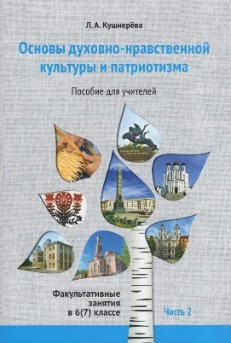 Л. А. Кушнерёва
Основы духовно-нравственной
культуры и патриотизма
Пособие для учителей
Факультативные
занятия
в 6(7) классе
Часть 2